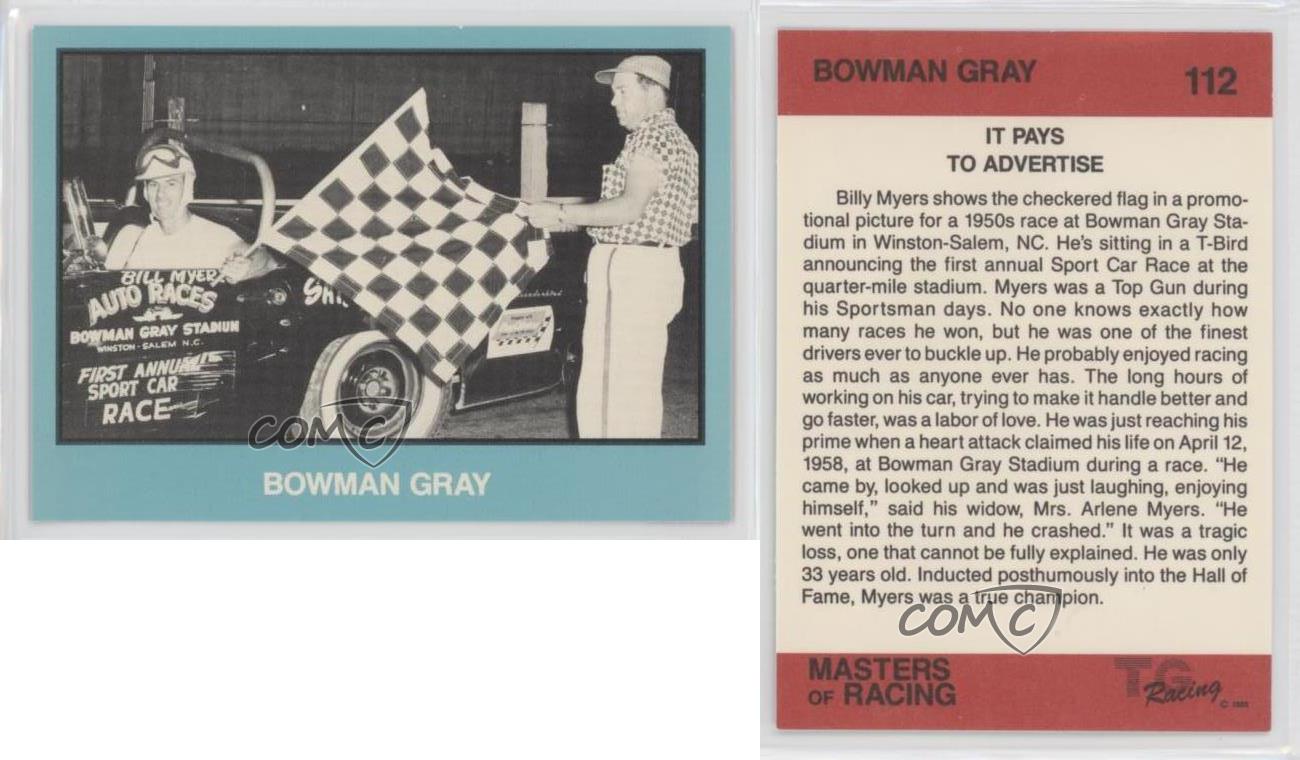 BILL MYERS
AUTO RACES
BOWMAN GRAY STADIUM
WINSTON-SALEM N.C.
FIRST ANNUAL
SPORT CAR
RACE
COMC
BOWMAN GRAY
BOWMAN GRAY 112
IT PAYS
TO ADVERTISE
Billy Myers shows the checkered flag in a promo-
tional picture for a 1950s race at Bowman Gray Sta-
dium in Winston-Salem, NC. He's sitting in a T-Bird
announcing the first annual Sport Car Race at the
quarter-mile stadium. Myers was a Top Gun during
his Sportsman days. No one knows exactly how
many races he won, but he was one of the finest
drivers ever to buckle up. He probably enjoyed racing
as much as anyone ever has. The long hours of
working on his car, trying to make it handle better and
go faster, was a labor of love. He was just reaching his
prime when a heart attack claimed his life on April 12,
1958, at Bowman Gray Stadium during a race. “He
came by, looked up and was just laughing, enjoying
himself,” said his widow, Mrs. Arlene Myers. “He
went into the turn and he crashed.” It was a tragic
loss, one that cannot be fully explained. He was only
33 years old. Inducted posthumously into the Hall of
Fame, Myers was a true champion.
COMC
MASTERS
OF RACING
TG
Racing